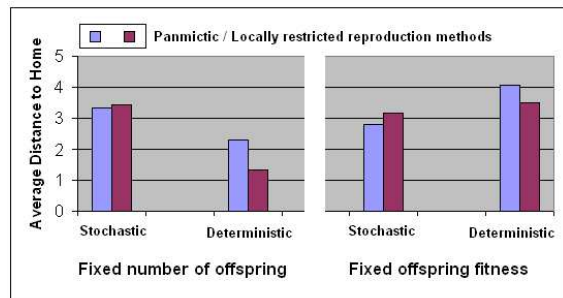 Panmictic / Locally restricted reproduction methods
Average Distance to Home
5
4
3
2
1
0
Stochastic Deterministic Stochastic Deterministic
Fixed number of offspring Fixed offspring fitness